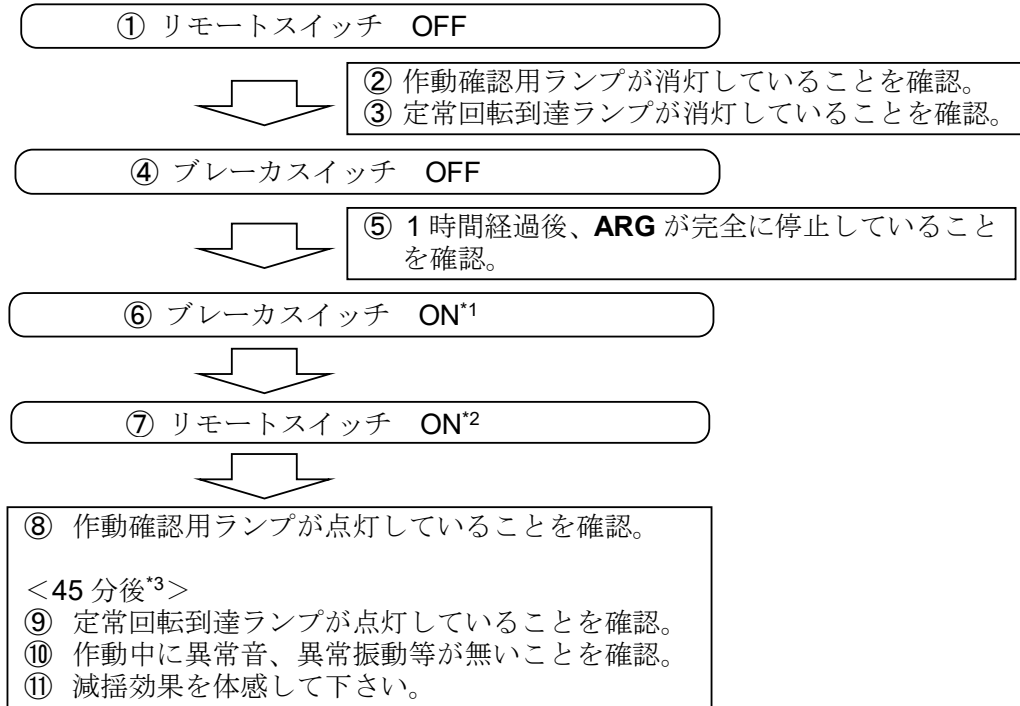 ① リモートスイッチ OFF
② 作動確認用ランプが消灯していることを確認。
③ 定常回転到達ランプが消灯していることを確認。
④ ブレーカスイッチ OFF
⑤ 1 時間経過後、ARG が完全に停止していること
を確認。
⑥ ブレーカスイッチ ON*1
⑦ リモートスイッチ ON*2
⑧ 作動確認用ランプが点灯していることを確認。
＜45 分後*3＞
⑨ 定常回転到達ランプが点灯していることを確認。
⑩ 作動中に異常音、異常振動等が無いことを確認。
⑪ 減揺効果を体感して下さい。